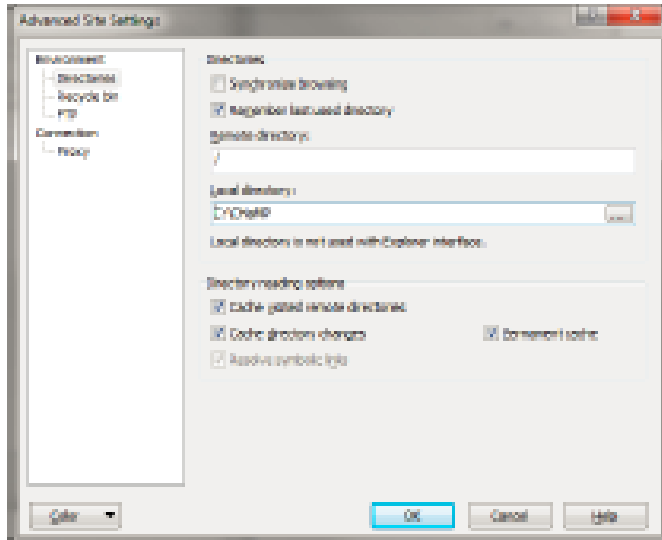 Advanced Site Settings
Environment
Directories
Recycle bin
FTP
Connection
Proxy
Directories
Synchronize browsing
Remember last used directory
Remote directory:
/
Local directory:
Local directory is not used with Explorer interface.
Directory reading options
Cache visited remote directories
Cache directory changes
Permanent cache
Resolve symbolic links
Color
OK
Cancel
Help